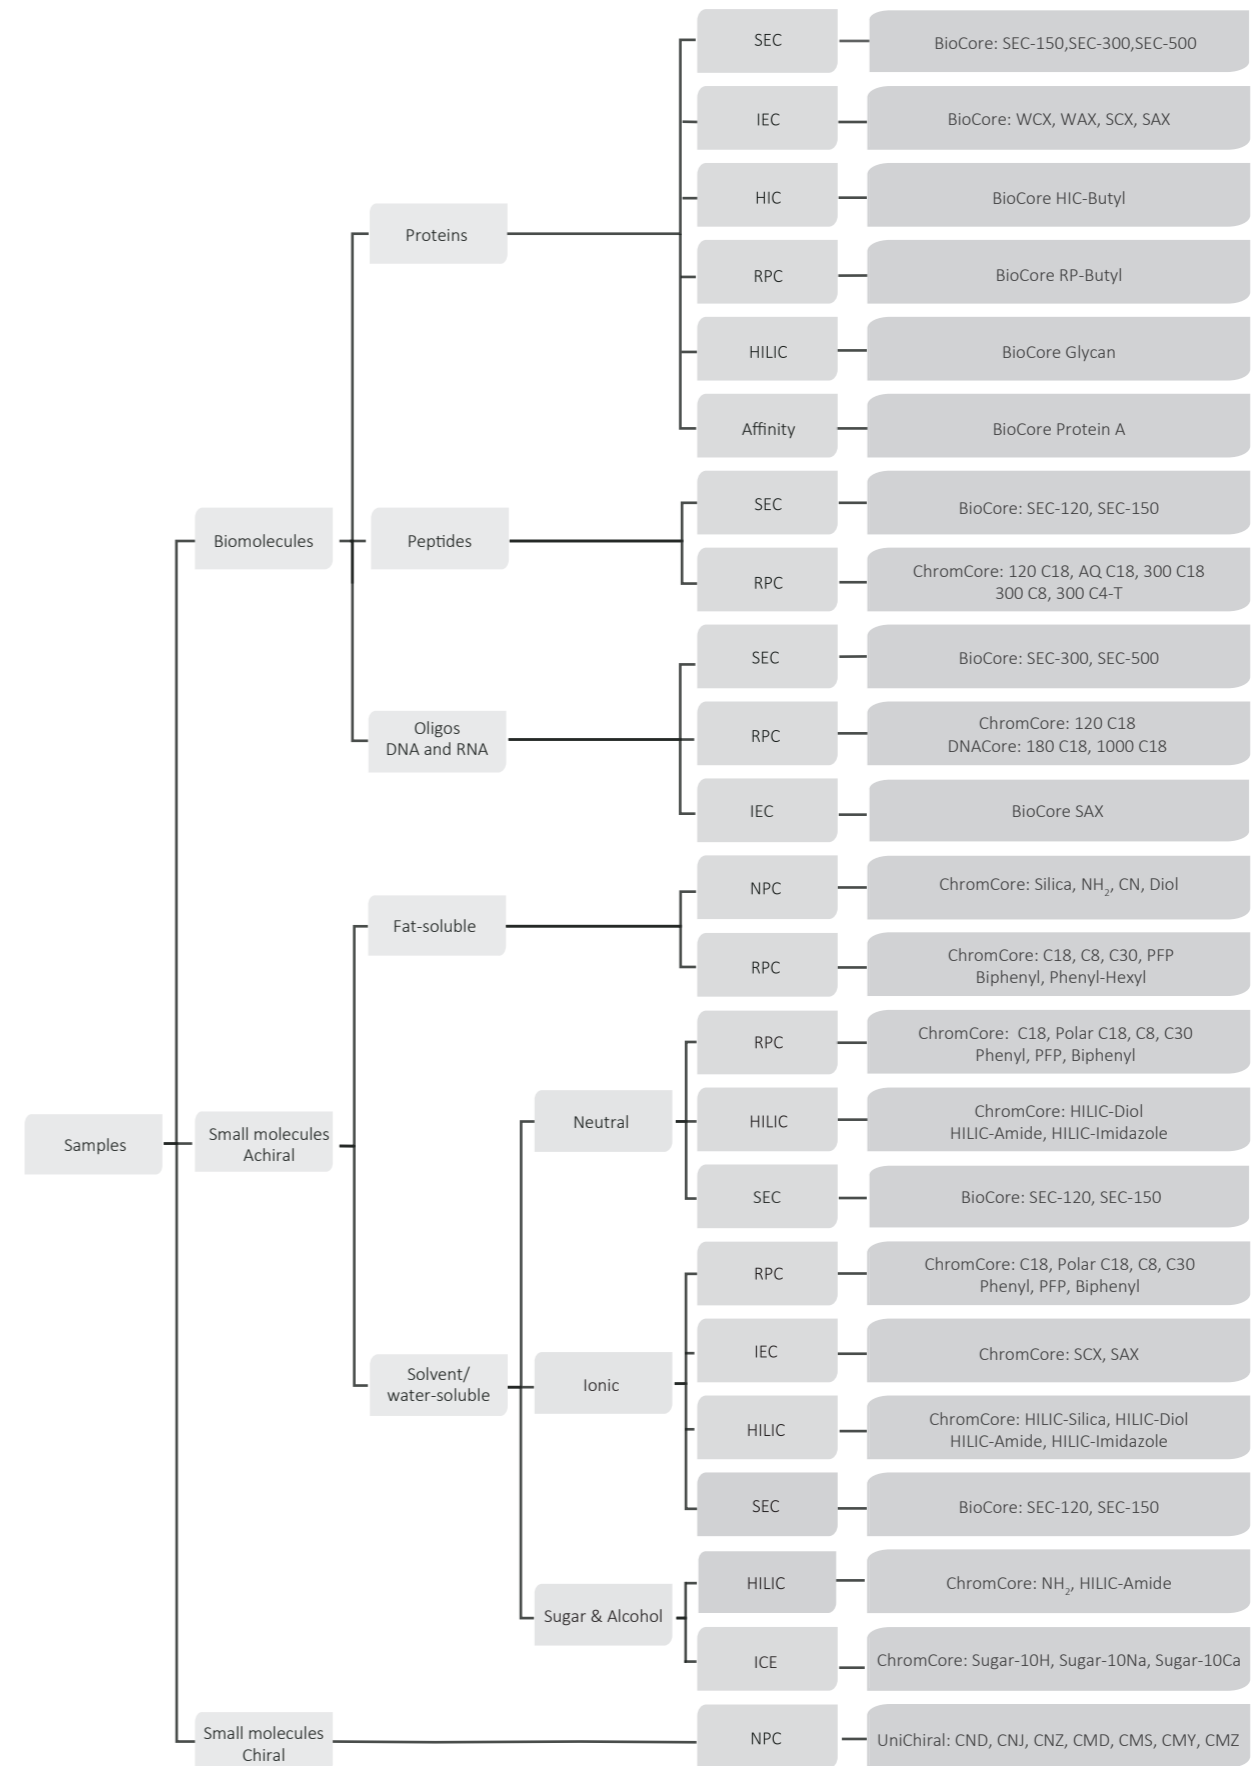 SEC
BioCore: SEC-150,SEC-300,SEC-500
IEC
BioCore: WCX, WAX, SCX, SAX
HIC
BioCore HIC-Butyl
Proteins
RPC
BioCore RP-Butyl
HILIC
BioCore Glycan
Affinity
BioCore Protein A
SEC
BioCore: SEC-120, SEC-150
Biomolecules
Peptides
RPC
ChromCore: 120 C18, AQ C18, 300 C18
300 C8, 300 C4-T
SEC
BioCore: SEC-300, SEC-500
Oligos
DNA and RNA
RPC
ChromCore: 120 C18
DNACore: 180 C18, 1000 C18
IEC
BioCore SAX
NPC
ChromCore: Silica, NH₂, CN, Diol
Fat-soluble
RPC
ChromCore: C18, C8, C30, PFP
Biphenyl, Phenyl-Hexyl
RPC
ChromCore:  C18, Polar C18, C8, C30
Phenyl, PFP, Biphenyl
Samples
Small molecules
Achiral
Neutral
HILIC
ChromCore: HILIC-Diol
HILIC-Amide, HILIC-Imidazole
SEC
BioCore: SEC-120, SEC-150
RPC
ChromCore: C18, Polar C18, C8, C30
Phenyl, PFP, Biphenyl
IEC
ChromCore: SCX, SAX
Solvent/
water-soluble
Ionic
HILIC
ChromCore: HILIC-Silica, HILIC-Diol
HILIC-Amide, HILIC-Imidazole
SEC
BioCore: SEC-120, SEC-150
HILIC
ChromCore: NH₂, HILIC-Amide
Sugar & Alcohol
ICE
ChromCore: Sugar-10H, Sugar-10Na, Sugar-10Ca
Small molecules
Chiral
NPC
UniChiral: CND, CNJ, CNZ, CMD, CMS, CMY, CMZ